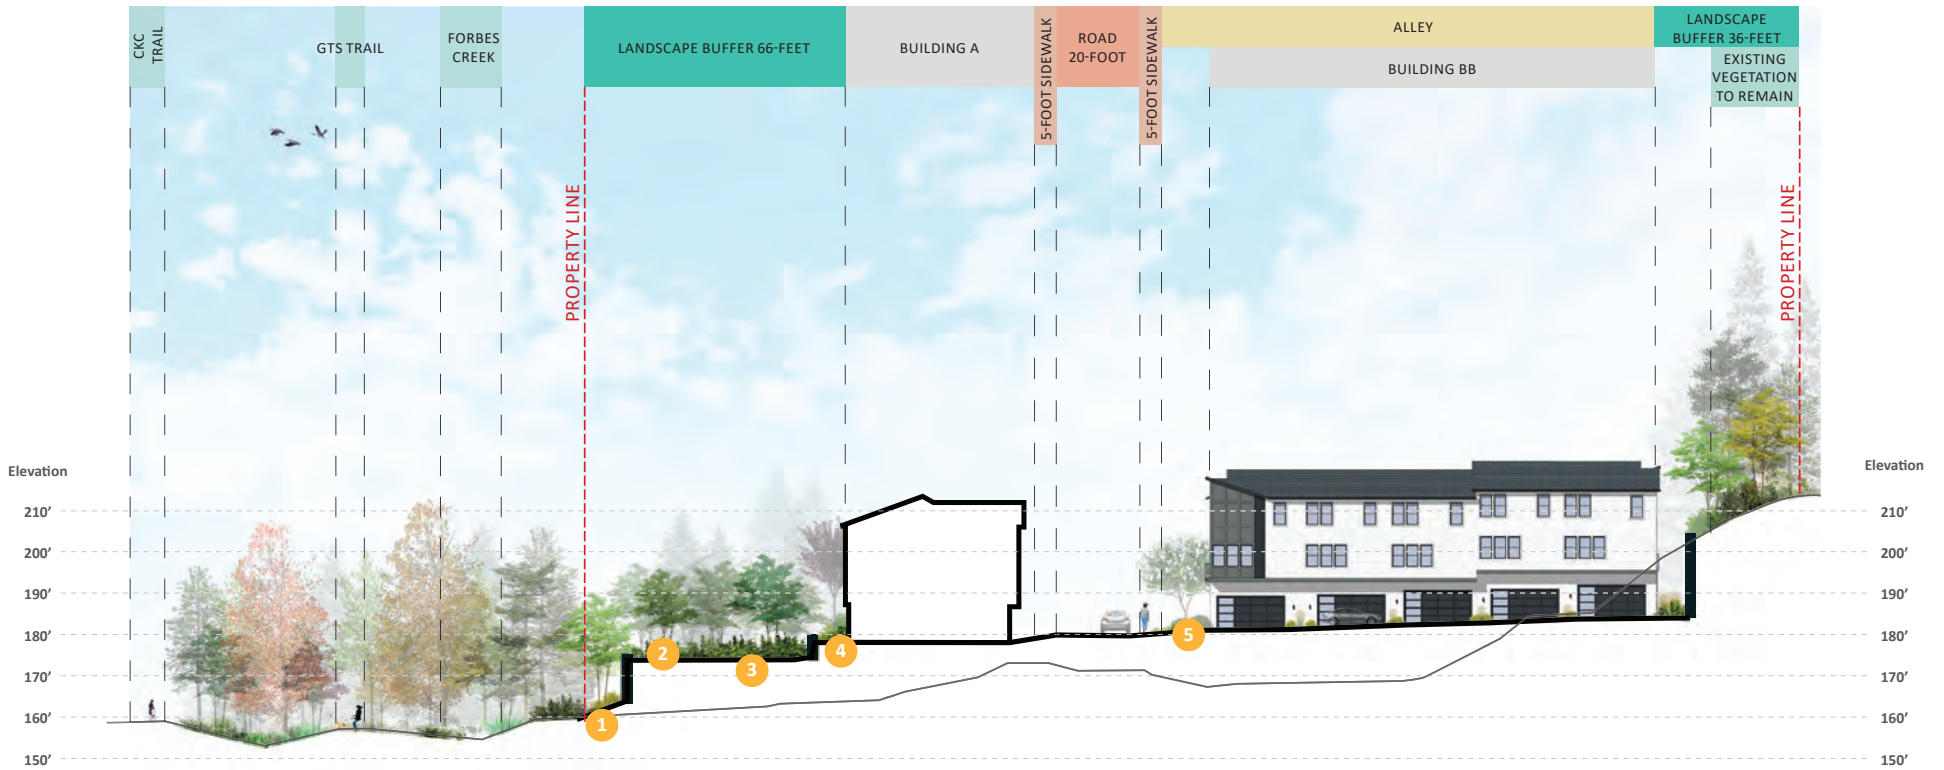 CKC
TRAIL
GTS TRAIL
FORBES
CREEK
LANDSCAPE BUFFER 66-FEET
BUILDING A
5-FOOT SIDEWALK
ROAD
20-FOOT
5-FOOT SIDEWALK
ALLEY
BUILDING BB
LANDSCAPE
BUFFER 36-FEET
EXISTING
VEGETATION
TO REMAIN
PROPERTY LINE
PROPERTY LINE
Elevation
210’
200’
190’
180’
170’
160’
150’
1
2
3
4
5
Elevation
210’
200’
190’
180’
170’
160’
150’